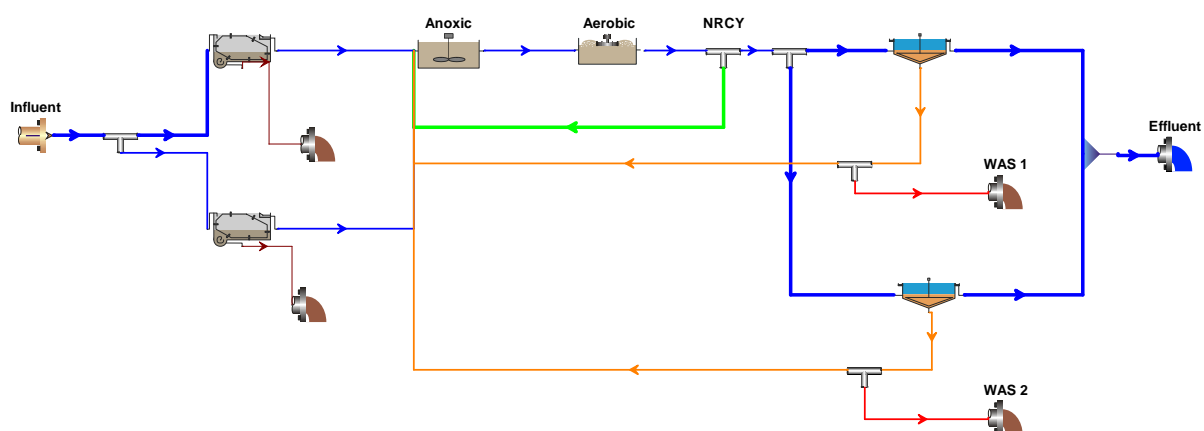 Anoxic
Aerobic
NRCY
Influent
Effluent
WAS 1
WAS 2